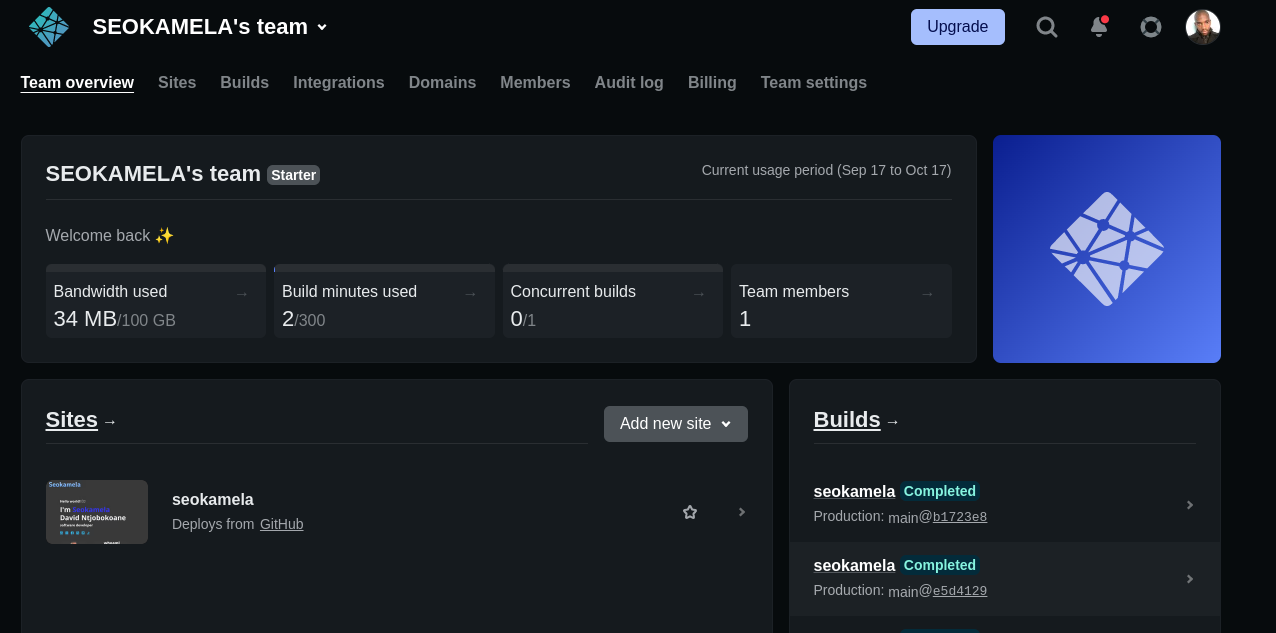 SEOKAMELA's team
Upgrade
Team overview Sites Builds Integrations Domains Members Audit log Billing Team settings
SEOKAMELA's team Starter
Current usage period (Sep 17 to Oct 17)
Welcome back ✨
Bandwidth used →
34 MB/100 GB
Build minutes used →
2/300
Concurrent builds →
0/1
Team members →
1
Sites →
Add new site
Seokamela
I'm Seokamela
David Ntjobokoane
software developer
seokamela
Deploys from GitHub
Builds →
seokamela Completed
Production: main@b1723e8
seokamela Completed
Production: main@e5d4129